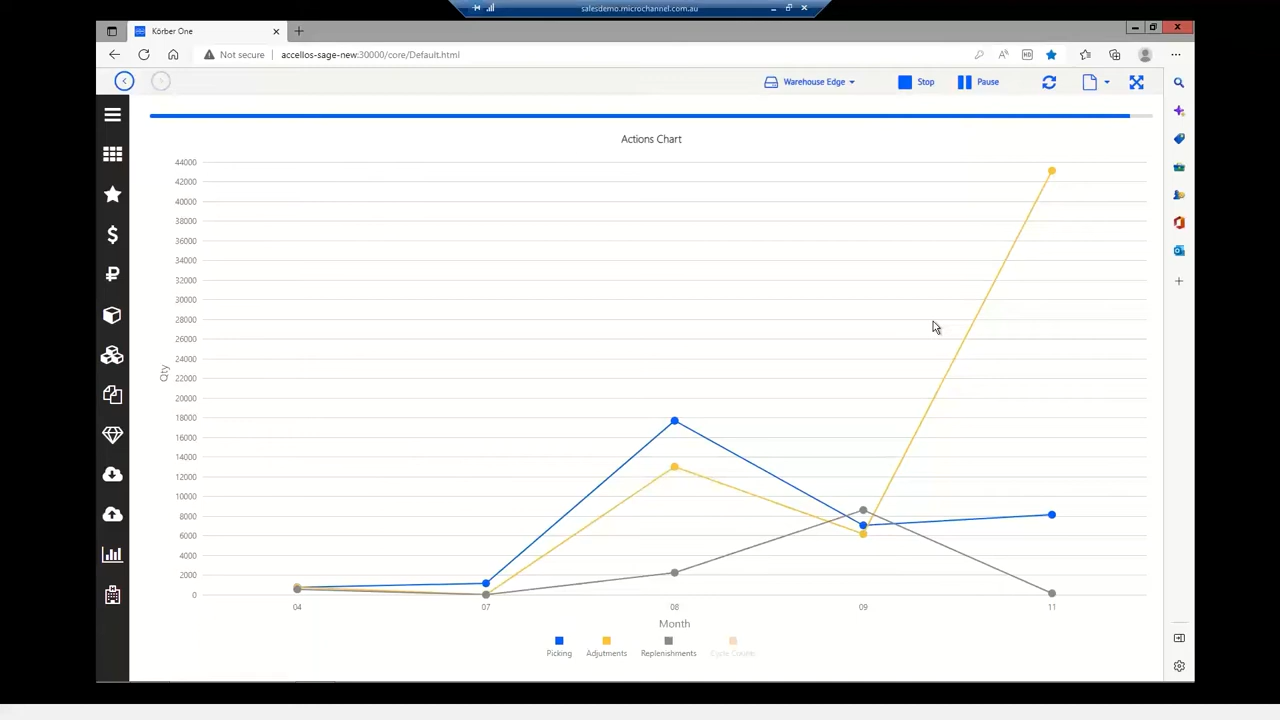 salesdemo.microchannel.com.au
Körber One
Not secure
accellos-sage-new:30000/core/Default.html
Warehouse Edge
Stop
Pause
Actions Chart
44000
42000
40000
38000
36000
34000
32000
30000
28000
26000
24000
22000
20000
18000
16000
14000
12000
10000
8000
6000
4000
2000
0
Qty
04 07 08 09 11
Month
Picking Adjutments Replenishments Cycle Counts